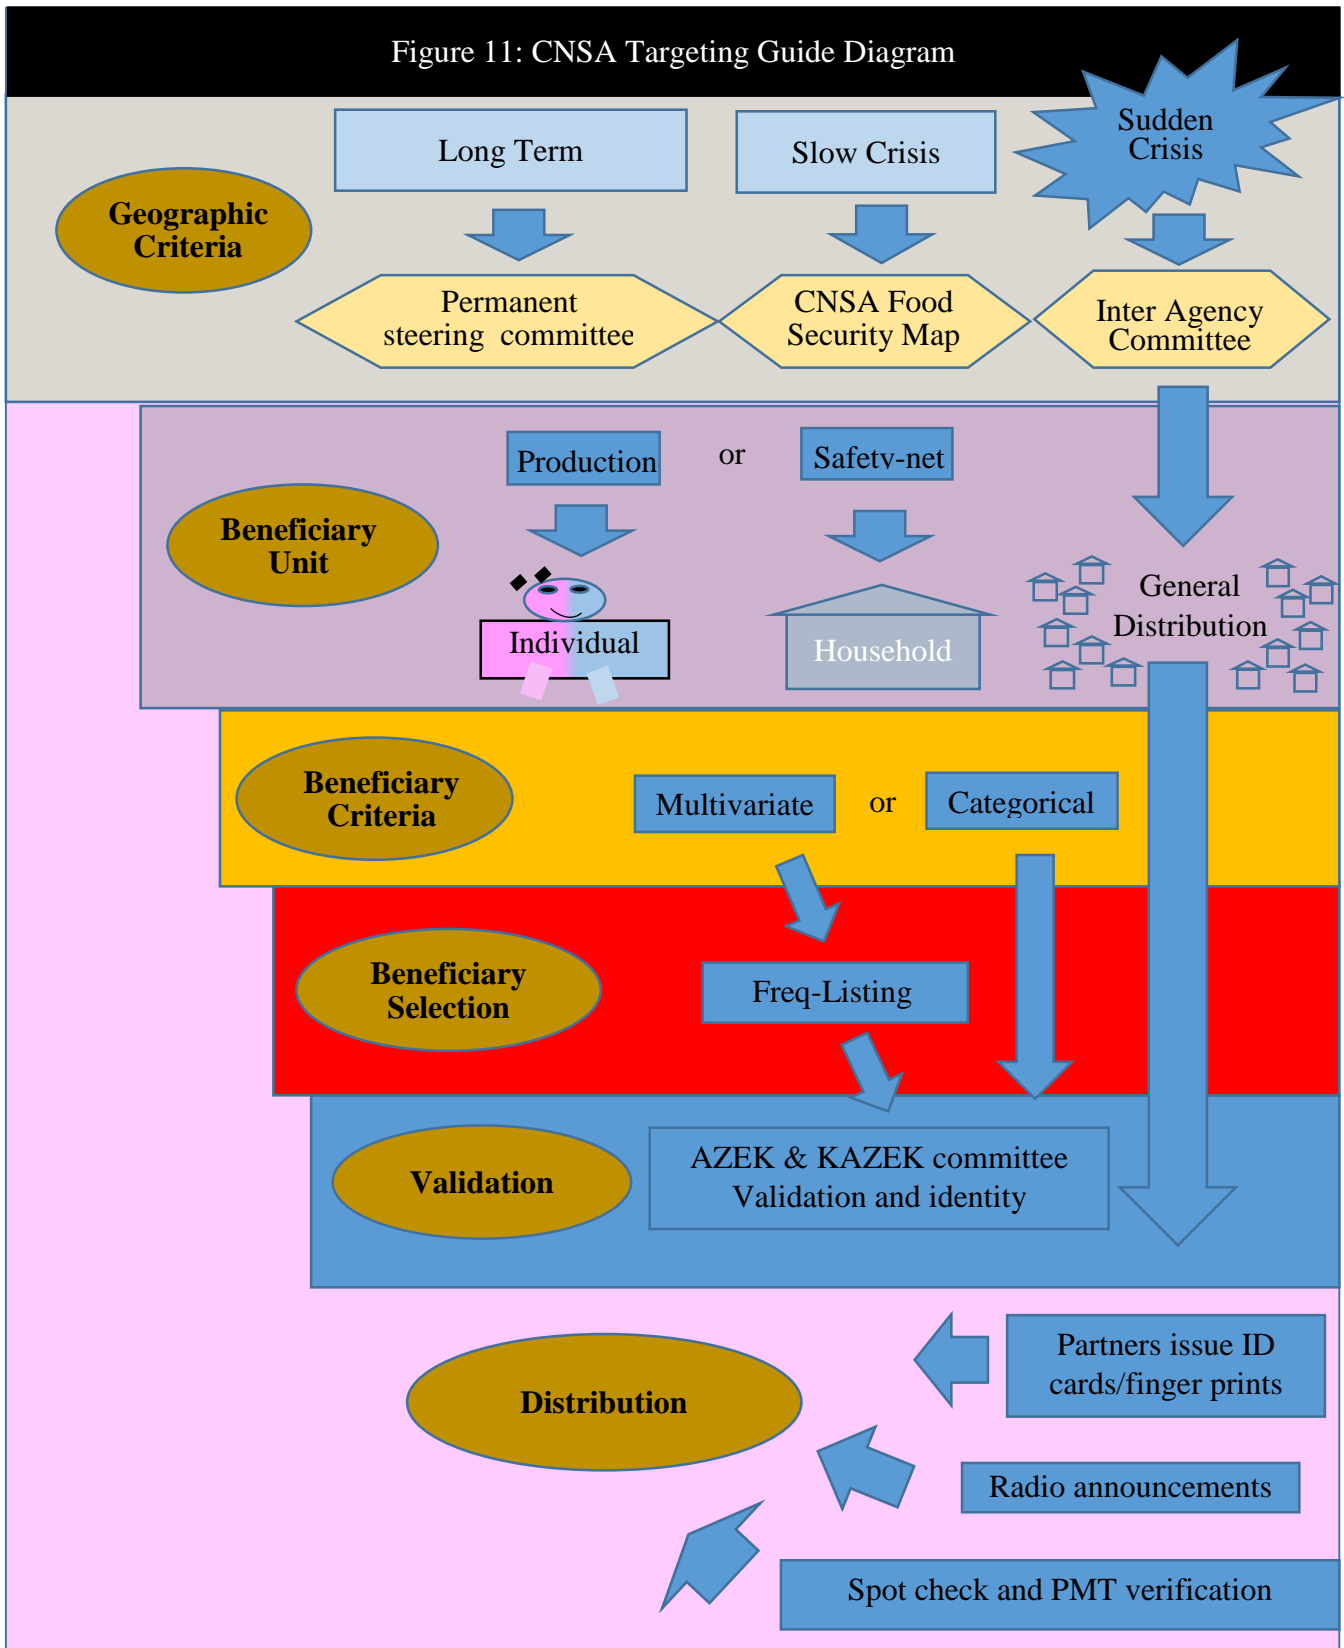 Figure 11: CNSA Targeting Guide Diagram
Long Term
Slow Crisis
Sudden
Crisis
Geographic
Criteria
Permanent
steering committee
CNSA Food
Security Map
Inter Agency
Committee
Production
or
Safety-net
Beneficiary
Unit
Individual
Household
General
Distribution
Beneficiary
Criteria
Multivariate
or
Categorical
Beneficiary
Selection
Freq-Listing
Validation
AZEK & KAZEK committee
Validation and identity
Distribution
Partners issue ID
cards/finger prints
Radio announcements
Spot check and PMT verification